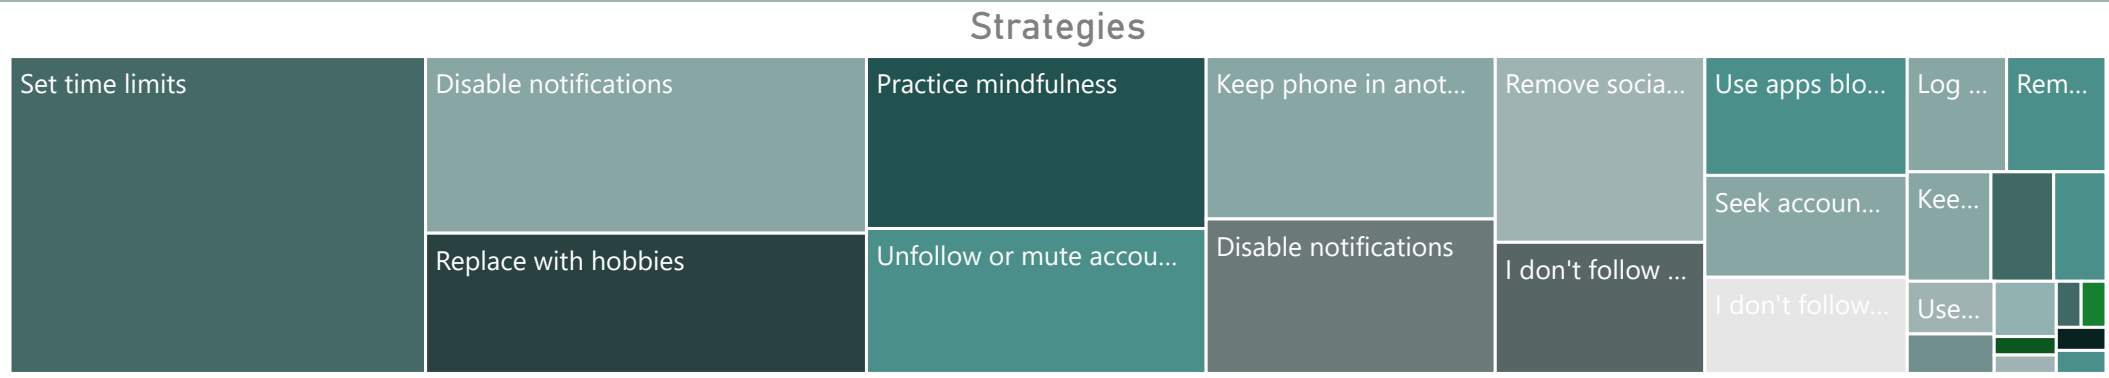 Strategies
Set time limits
Disable notifications
Replace with hobbies
Practice mindfulness
Unfollow or mute accou...
Keep phone in anot...
Disable notifications
Remove socia...
I don't follow ...
Use apps blo...
Seek accoun...
I don't follow...
Log ...
Rem...
Kee...
Use...